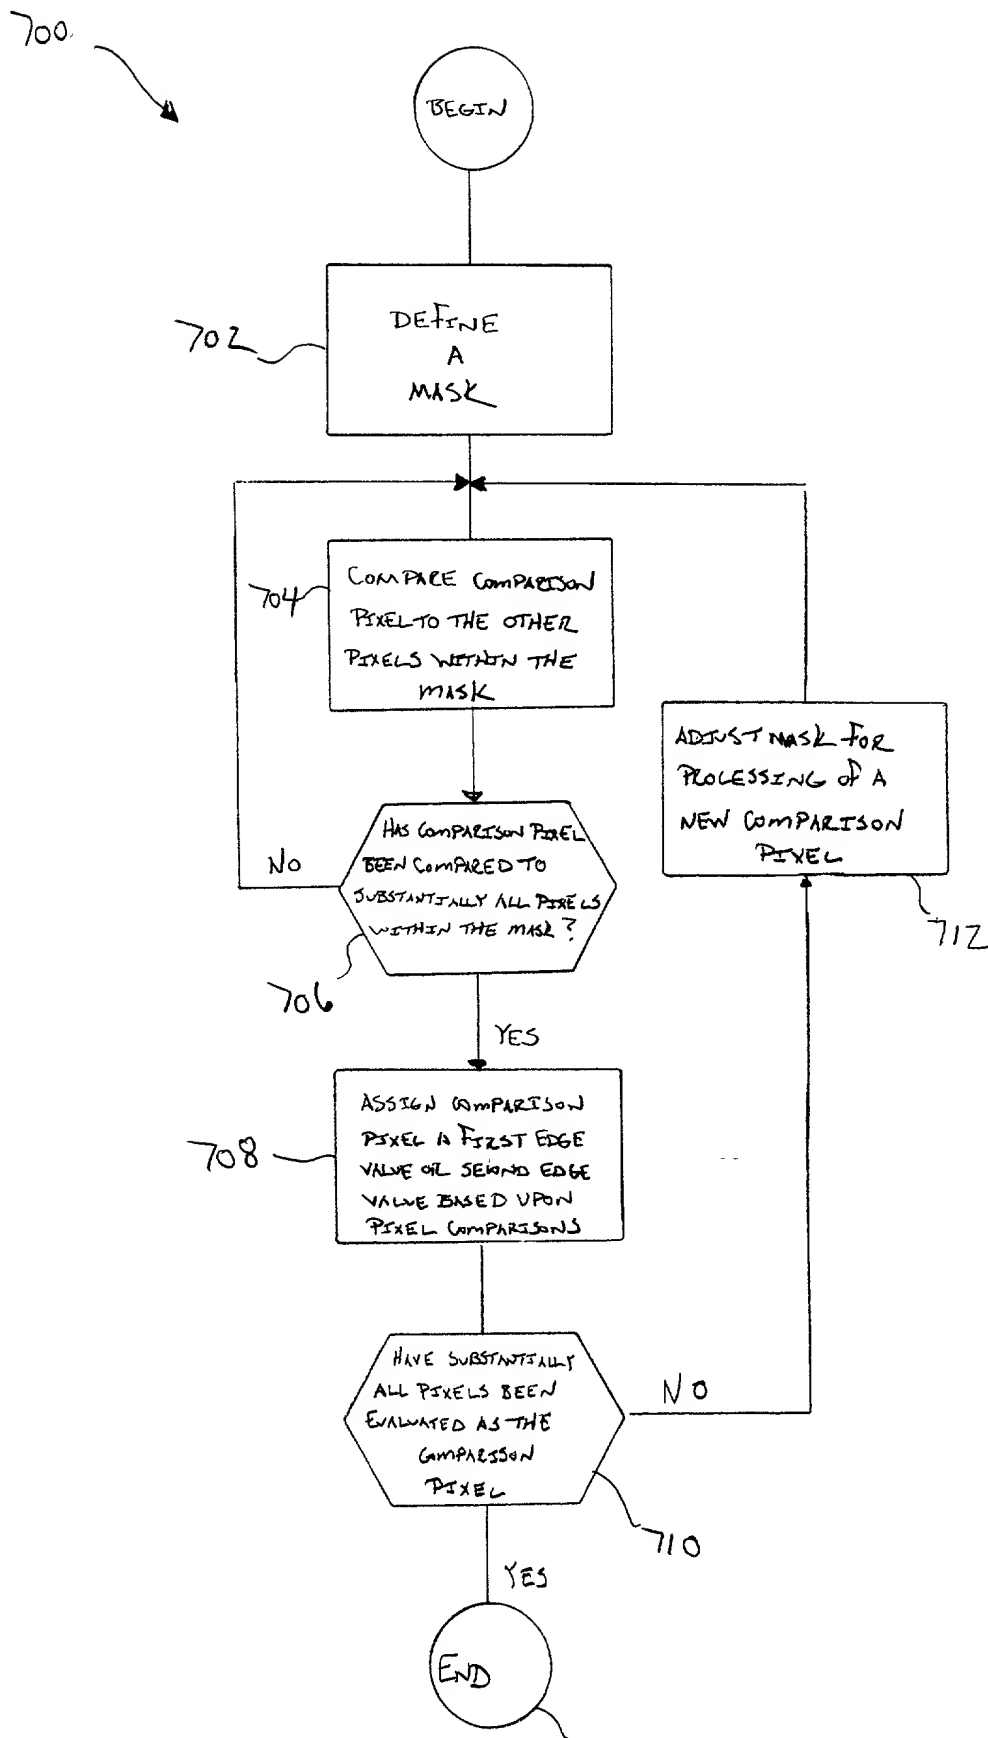 700
BEGIN
702
DEFINE
A
MASK
704
COMPARE COMPARISON
PIXEL TO THE OTHER
PIXELS WITHIN THE
MASK
ADJUST MASK FOR
PROCESSING OF A
NEW COMPARISON
PIXEL
712
HAS COMPARISON PIXEL
BEEN COMPARED TO
SUBSTANTIALLY ALL PIXELS
WITHIN THE MASK?
NO
706
YES
708
ASSIGN COMPARISON
PIXEL A FIRST EDGE
VALUE OR SECOND EDGE
VALUE BASED UPON
PIXEL COMPARISONS
HAVE SUBSTANTIALLY
ALL PIXELS BEEN
EVALUATED AS THE
COMPARISON
PIXEL
NO
710
YES
END